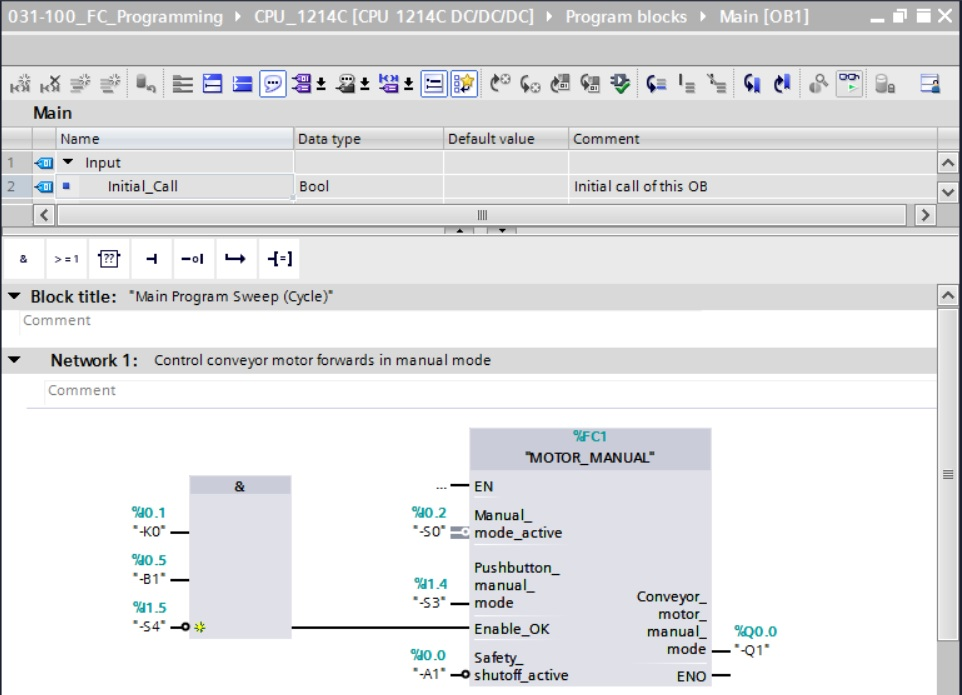 031-100_FC_Programming ▸ CPU_1214C [CPU 1214C DC/DC/DC] ▸ Program blocks ▸ Main [OB1]
Main
Name Data type Default value Comment
1 Input
2 Initial_Call Bool Initial call of this OB
& >=1 ??
Block title: "Main Program Sweep (Cycle)"
Comment
Network 1: Control conveyor motor forwards in manual mode
Comment
&
%I0.1
"-K0"
%I0.5
"-B1"
%I1.5
"-S4"
%FC1
"MOTOR_MANUAL"
... EN
%I0.2
"-S0"
Manual_
mode_active
%I1.4
"-S3"
Pushbutton_
manual_
mode
Enable_OK
%I0.0
"-A1"
Safety_
shutoff_active
Conveyor_
motor_
manual_
mode
%Q0.0
"-Q1"
ENO